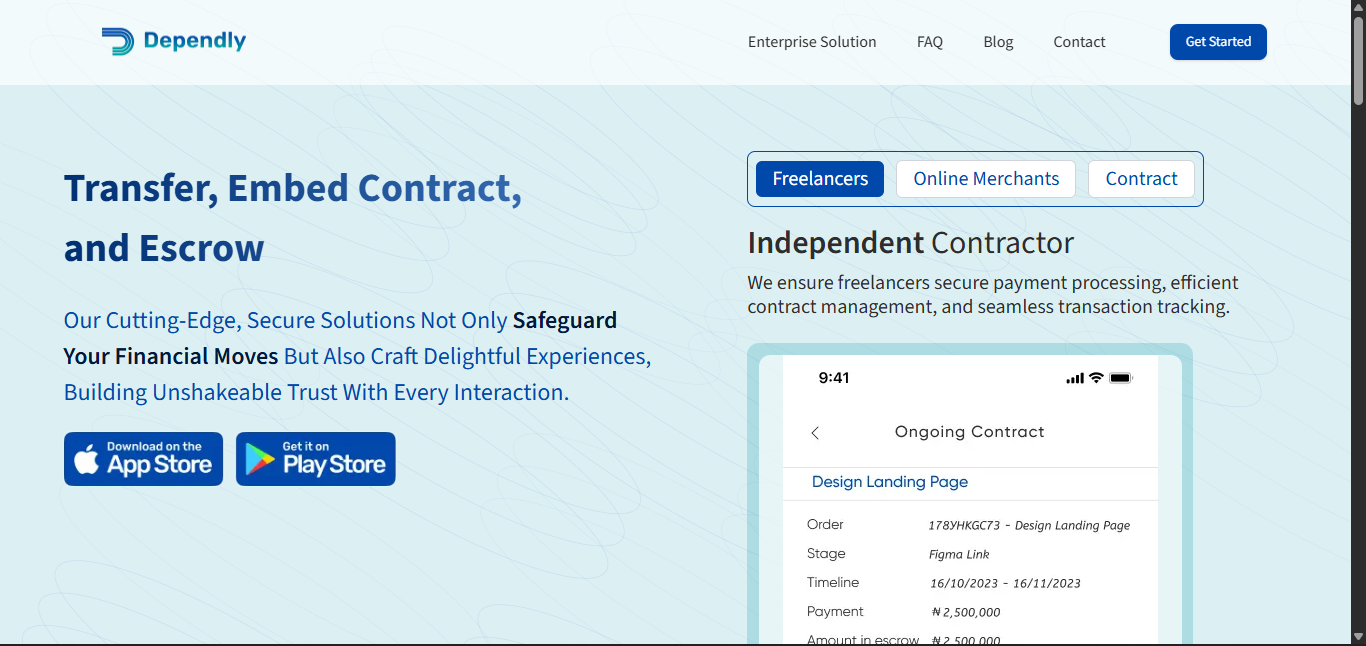 Dependly
Enterprise Solution
FAQ
Blog
Contact
Get Started
Transfer, Embed Contract,
and Escrow
Our Cutting-Edge, Secure Solutions Not Only Safeguard
Your Financial Moves But Also Craft Delightful Experiences,
Building Unshakeable Trust With Every Interaction.
Download on the
App Store
Get it on
Play Store
Freelancers
Online Merchants
Contract
Independent Contractor
We ensure freelancers secure payment processing, efficient
contract management, and seamless transaction tracking.
9:41
Ongoing Contract
Design Landing Page
Order 178YHKGC73 - Design Landing Page
Stage Figma Link
Timeline 16/10/2023 - 16/11/2023
Payment ₦ 2,500,000
Amount in escrow ₦ 2,500,000